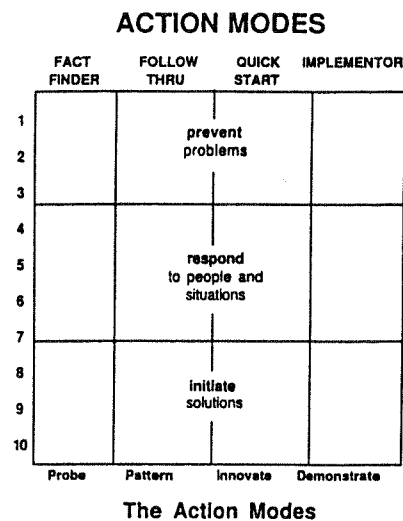 ACTION MODES
FACT FINDER FOLLOW THRU QUICK START IMPLEMENTOR
1
prevent
2
problems
3
4
5
respond
to people and
6
situations
7
8
initiate
9
solutions
10
Probe Pattern Innovate Demonstrate
The Action Modes